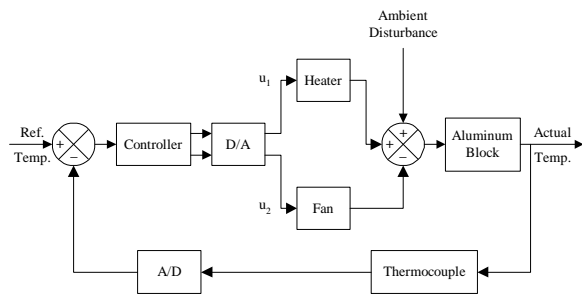 Ambient
Disturbance
u1
Heater
Ref.
Temp.
+
−
Controller
D/A
+
+
−
Aluminum
Block
Actual
Temp.
u2
Fan
A/D
Thermocouple